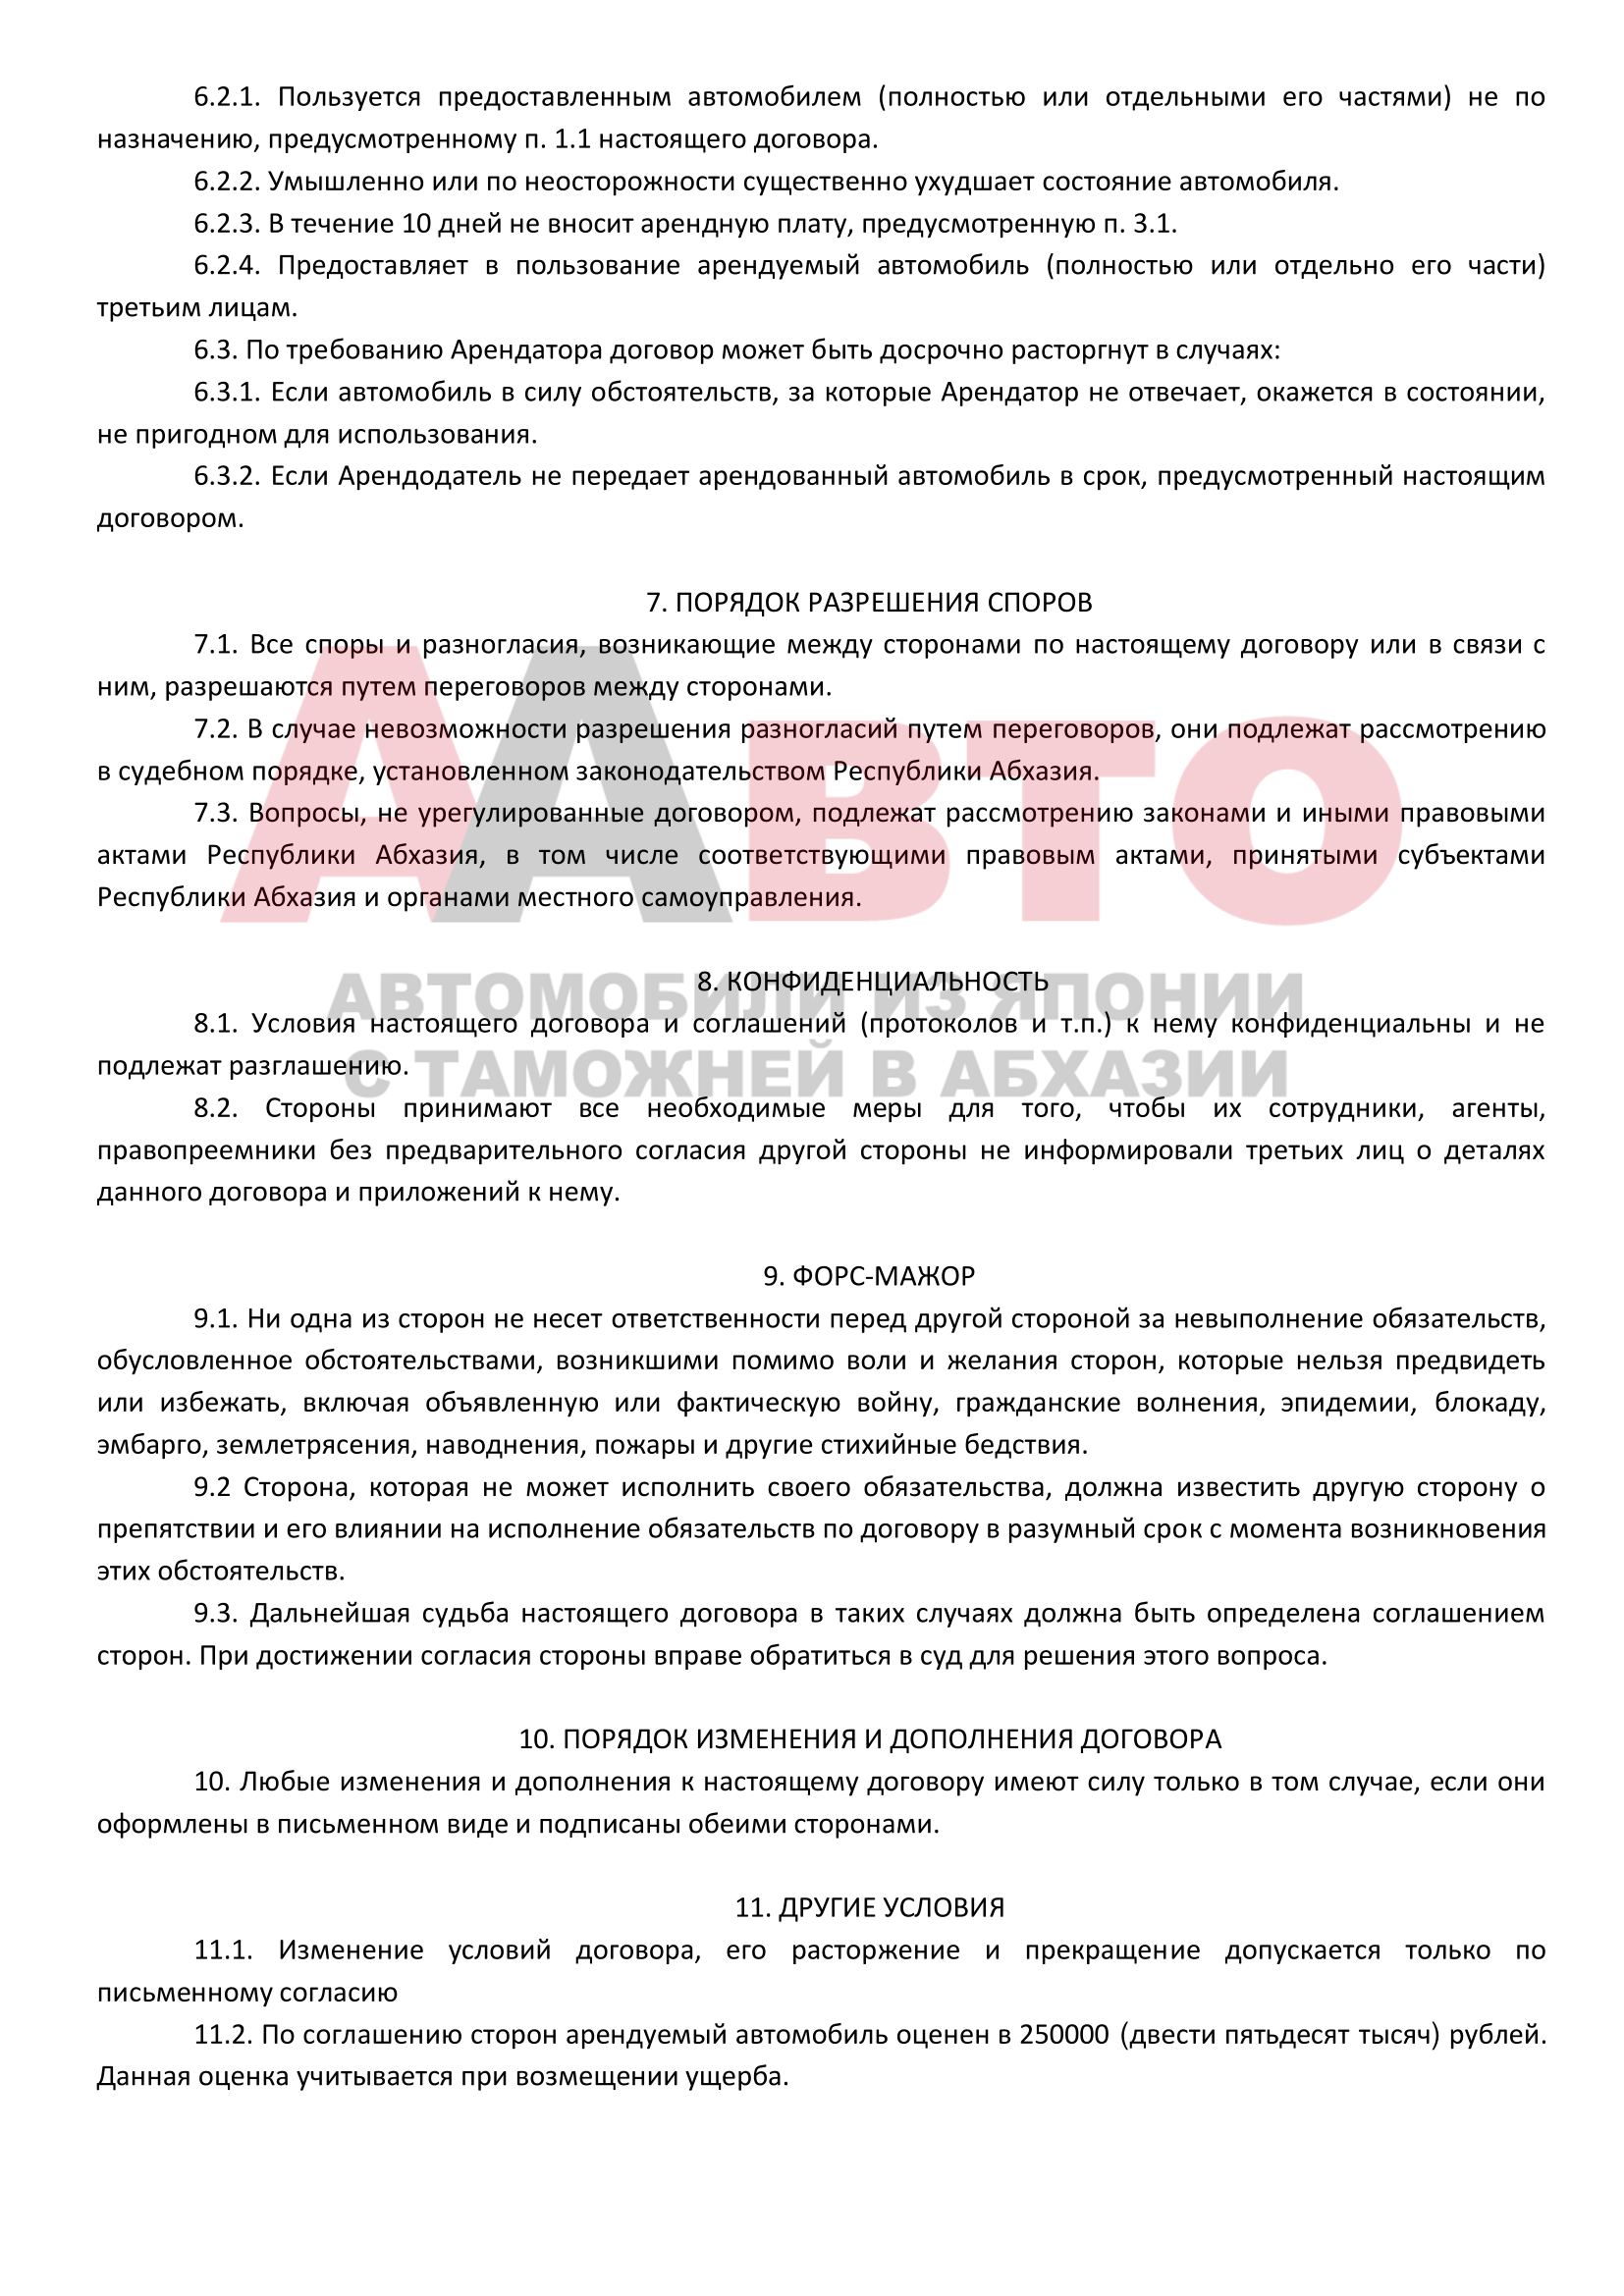 6.2.1. Пользуется предоставленным автомобилем (полностью или отдельными его частями) не по
назначению, предусмотренному п. 1.1 настоящего договора.
6.2.2. Умышленно или по неосторожности существенно ухудшает состояние автомобиля.
6.2.3. В течение 10 дней не вносит арендную плату, предусмотренную п. 3.1.
6.2.4. Предоставляет в пользование арендуемый автомобиль (полностью или отдельно его части)
третьим лицам.
6.3. По требованию Арендатора договор может быть досрочно расторгнут в случаях:
6.3.1. Если автомобиль в силу обстоятельств, за которые Арендатор не отвечает, окажется в состоянии,
не пригодном для использования.
6.3.2. Если Арендодатель не передает арендованный автомобиль в срок, предусмотренный настоящим
договором.
7. ПОРЯДОК РАЗРЕШЕНИЯ СПОРОВ
7.1. Все споры и разногласия, возникающие между сторонами по настоящему договору или в связи с
ним, разрешаются путем переговоров между сторонами.
7.2. В случае невозможности разрешения разногласий путем переговоров, они подлежат рассмотрению
в судебном порядке, установленном законодательством Республики Абхазия.
7.3. Вопросы, не урегулированные договором, подлежат рассмотрению законами и иными правовыми
актами Республики Абхазия, в том числе соответствующими правовым актами, принятыми субъектами
Республики Абхазия и органами местного самоуправления.
ААвто
8. КОНФИДЕНЦИАЛЬНОСТЬ
АВТОМОБИЛИ ИЗ ЯПОНИИ
8.1. Условия настоящего договора и соглашений (протоколов и т.п.) к нему конфиденциальны и не
подлежат разглашению.
С ТАМОЖНЕЙ В АБХАЗИИ
8.2. Стороны принимают все необходимые меры для того, чтобы их сотрудники, агенты,
правопреемники без предварительного согласия другой стороны не информировали третьих лиц о деталях
данного договора и приложений к нему.
9. ФОРС-МАЖОР
9.1. Ни одна из сторон не несет ответственности перед другой стороной за невыполнение обязательств,
обусловленное обстоятельствами, возникшими помимо воли и желания сторон, которые нельзя предвидеть
или избежать, включая объявленную или фактическую войну, гражданские волнения, эпидемии, блокаду,
эмбарго, землетрясения, наводнения, пожары и другие стихийные бедствия.
9.2 Сторона, которая не может исполнить своего обязательства, должна известить другую сторону о
препятствии и его влиянии на исполнение обязательств по договору в разумный срок с момента возникновения
этих обстоятельств.
9.3. Дальнейшая судьба настоящего договора в таких случаях должна быть определена соглашением
сторон. При достижении согласия стороны вправе обратиться в суд для решения этого вопроса.
10. ПОРЯДОК ИЗМЕНЕНИЯ И ДОПОЛНЕНИЯ ДОГОВОРА
10. Любые изменения и дополнения к настоящему договору имеют силу только в том случае, если они
оформлены в письменном виде и подписаны обеими сторонами.
11. ДРУГИЕ УСЛОВИЯ
11.1. Изменение условий договора, его расторжение и прекращение допускается только по
письменному согласию
11.2. По соглашению сторон арендуемый автомобиль оценен в 250000 (двести пятьдесят тысяч) рублей.
Данная оценка учитывается при возмещении ущерба.